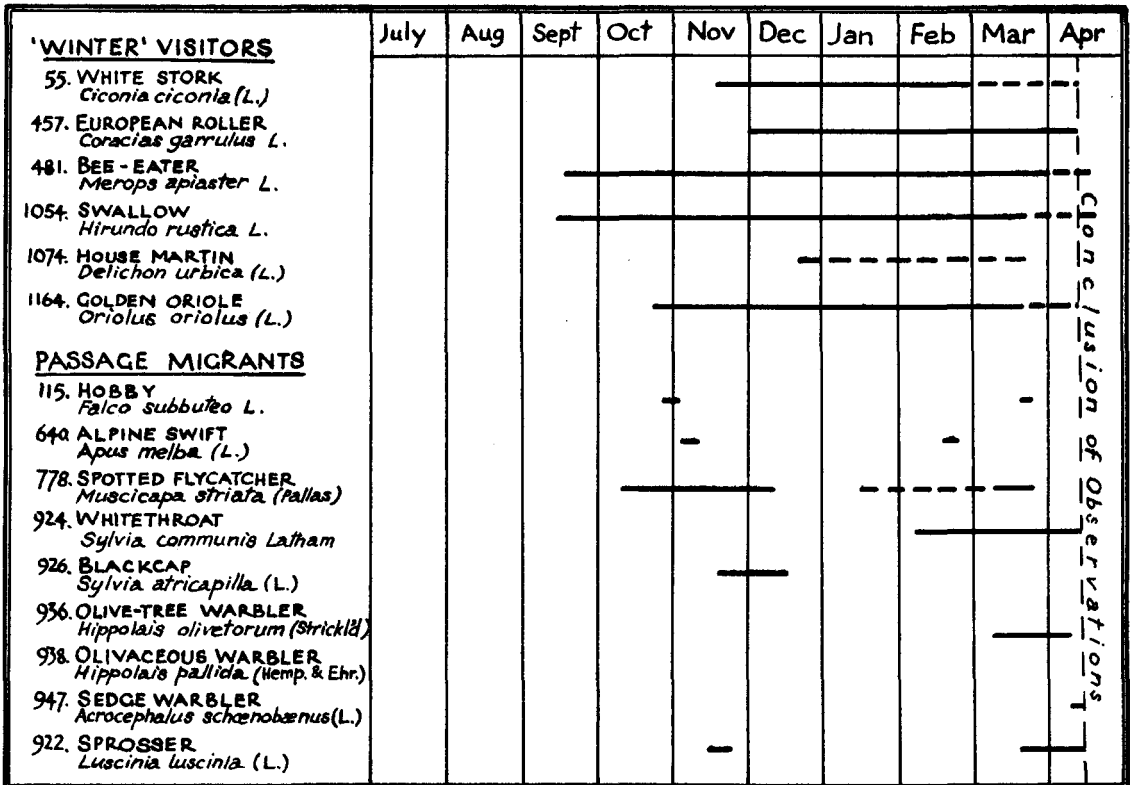 July Aug Sept Oct Nov Dec Jan Feb Mar Apr
'WINTER' VISITORS
55. WHITE STORK
Ciconia ciconia (L.)
457. EUROPEAN ROLLER
Coracias garrulus L.
481. BEE-EATER
Merops apiaster L.
1054. SWALLOW
Hirundo rustica L.
1074. HOUSE MARTIN
Delichon urbica (L.)
1164. GOLDEN ORIOLE
Oriolus oriolus (L.)
PASSAGE MIGRANTS
115. HOBBY
Falco subbuteo L.
640. ALPINE SWIFT
Apus melba (L.)
778. SPOTTED FLYCATCHER
Muscicapa striata (Pallas)
924. WHITETHROAT
Sylvia communis Latham
926. BLACKCAP
Sylvia atricapilla (L.)
936. OLIVE-TREE WARBLER
Hippolais olivetorum (Strickl'd)
938. OLIVACEOUS WARBLER
Hippolais pallida (Hemp. & Ehr.)
947. SEDGE WARBLER
Acrocephalus schœnobænus (L.)
922. SPROSSER
Luscinia luscinia (L.)
Conclusion of Observations